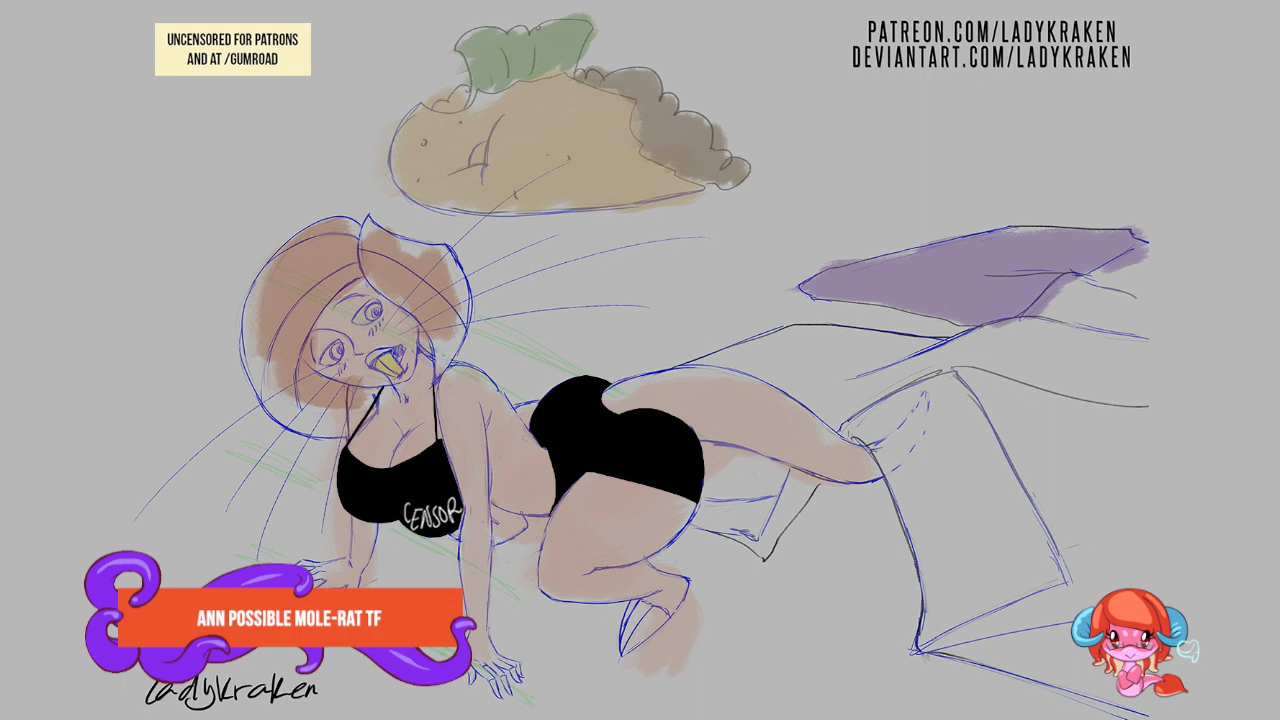 UNCENSORED FOR PATRONS
AND AT /GUMROAD
PATREON.COM/LADYKRAKEN
DEVIANTART.COM/LADYKRAKEN
CENSOR
ANN POSSIBLE MOLE-RAT TF
Ladykraken